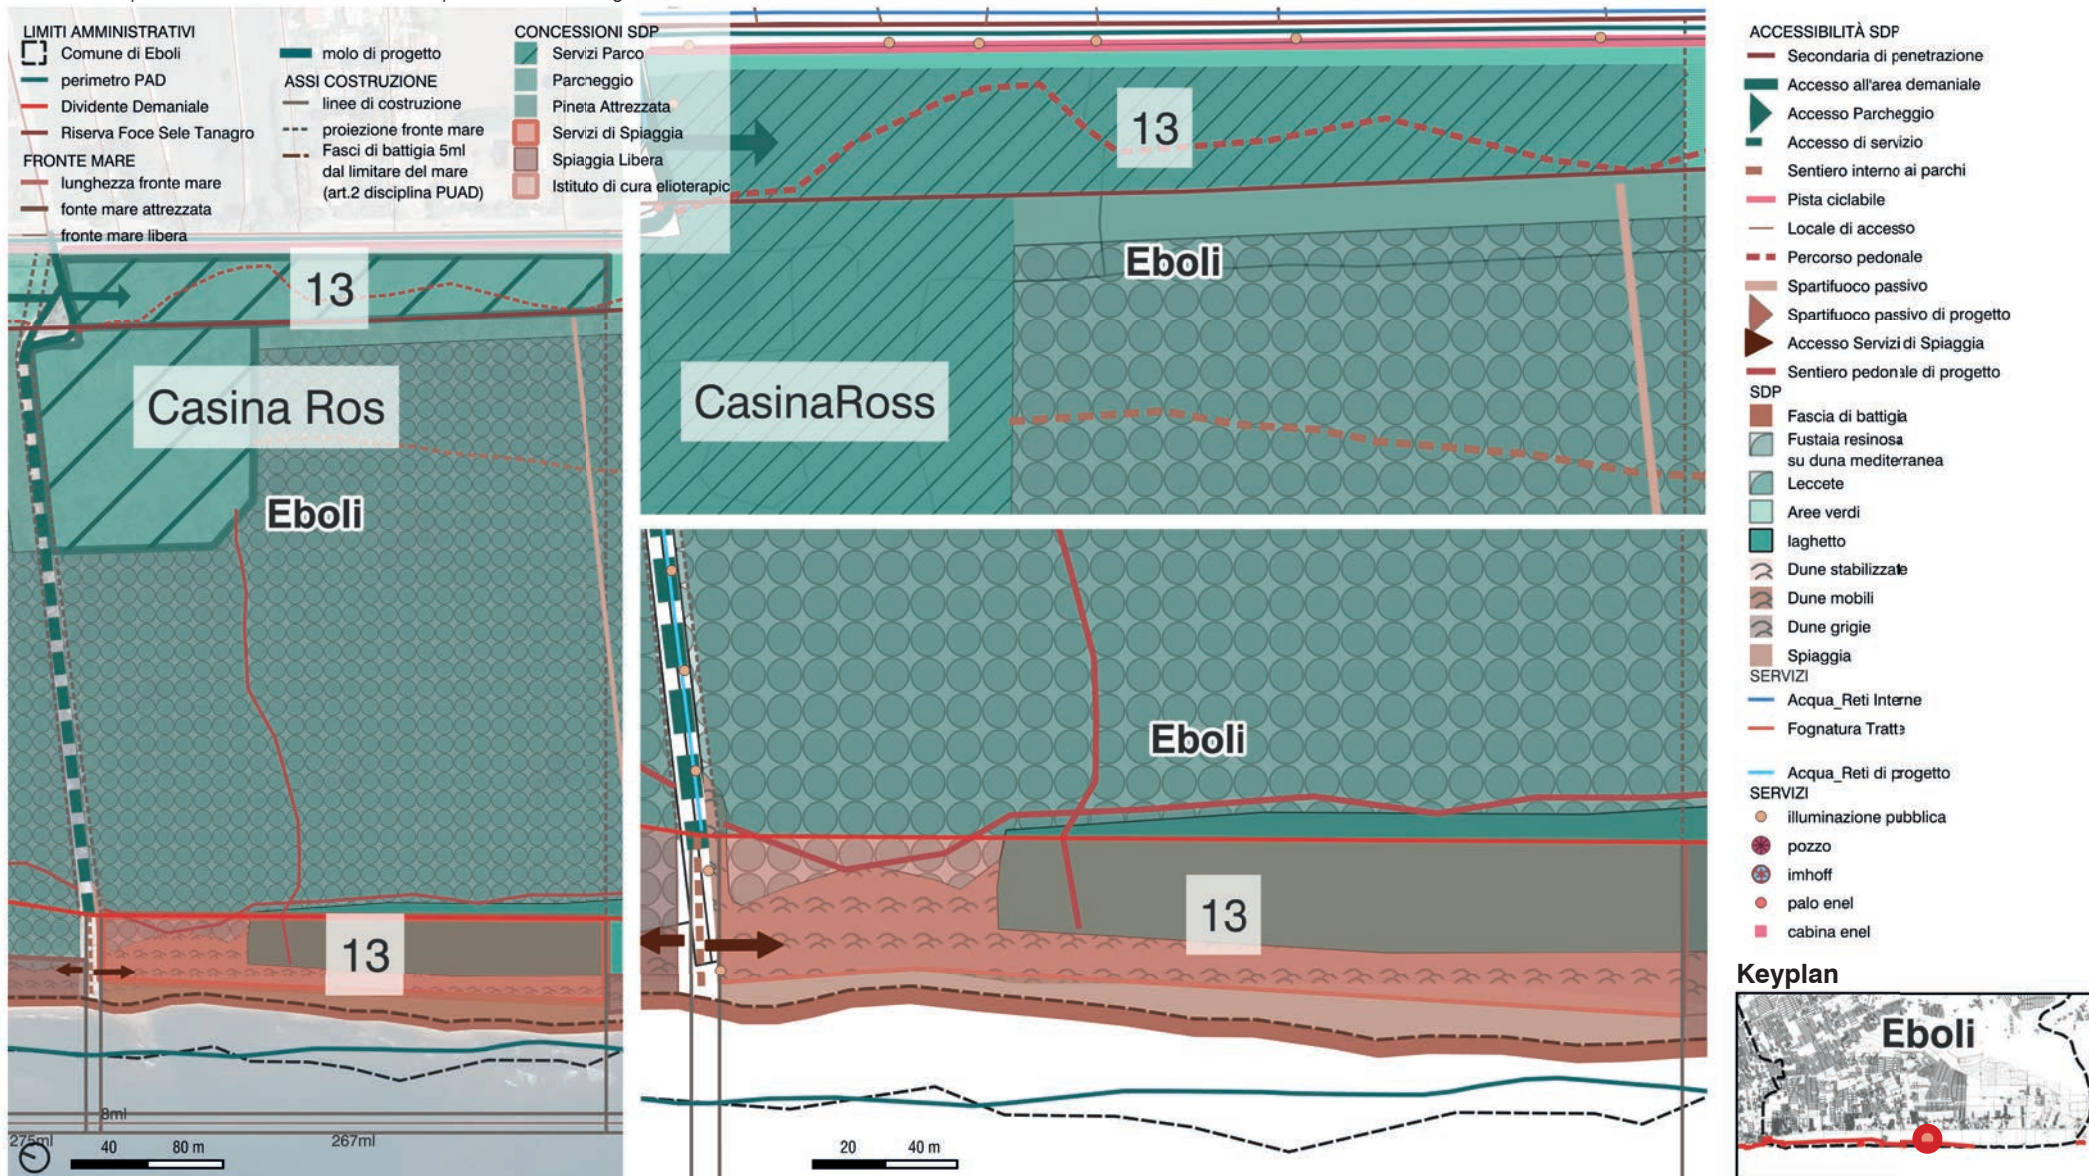 LIMITI AMMINISTRATIVI
Comune di Eboli
perimetro PAD
Dividente Demaniale
Riserva Foce Sele Tanagro
FRONTE MARE
lunghezza fronte mare
fonte mare attrezzata
fronte mare libera
molo di progetto
ASSI COSTRUZIONE
linee di costruzione
proiezione fronte mare
Fasci di battigia 5ml
dal limitare del mare
(art.2 disciplina PUAD)
CONCESSIONI SDP
Servizi Parco
Parcheggio
Pineta Attrezzata
Servizi di Spiaggia
Spiaggia Libera
Istituto di cura elioterapic
13
Casina Ros
Eboli
13
8ml
275ml
267ml
40 80 m
13
Eboli
CasinaRoss
Eboli
13
20 40 m
ACCESSIBILITÀ SDP
Secondaria di penetrazione
Accesso all'area demaniale
Accesso Parcheggio
Accesso di servizio
Sentiero interno ai parchi
Pista ciclabile
Locale di accesso
Percorso pedonale
Spartifuoco passivo
Spartifuoco passivo di progetto
Accesso Servizi di Spiaggia
Sentiero pedonale di progetto
SDP
Fascia di battigia
Fustaia resinosa
su duna mediterranea
Leccete
Aree verdi
laghetto
Dune stabilizzate
Dune mobili
Dune grigie
Spiaggia
SERVIZI
Acqua_Reti Interne
Fognatura Tratte
Acqua_Reti di progetto
SERVIZI
illuminazione pubblica
pozzo
imhoff
palo enel
cabina enel
Keyplan
Eboli